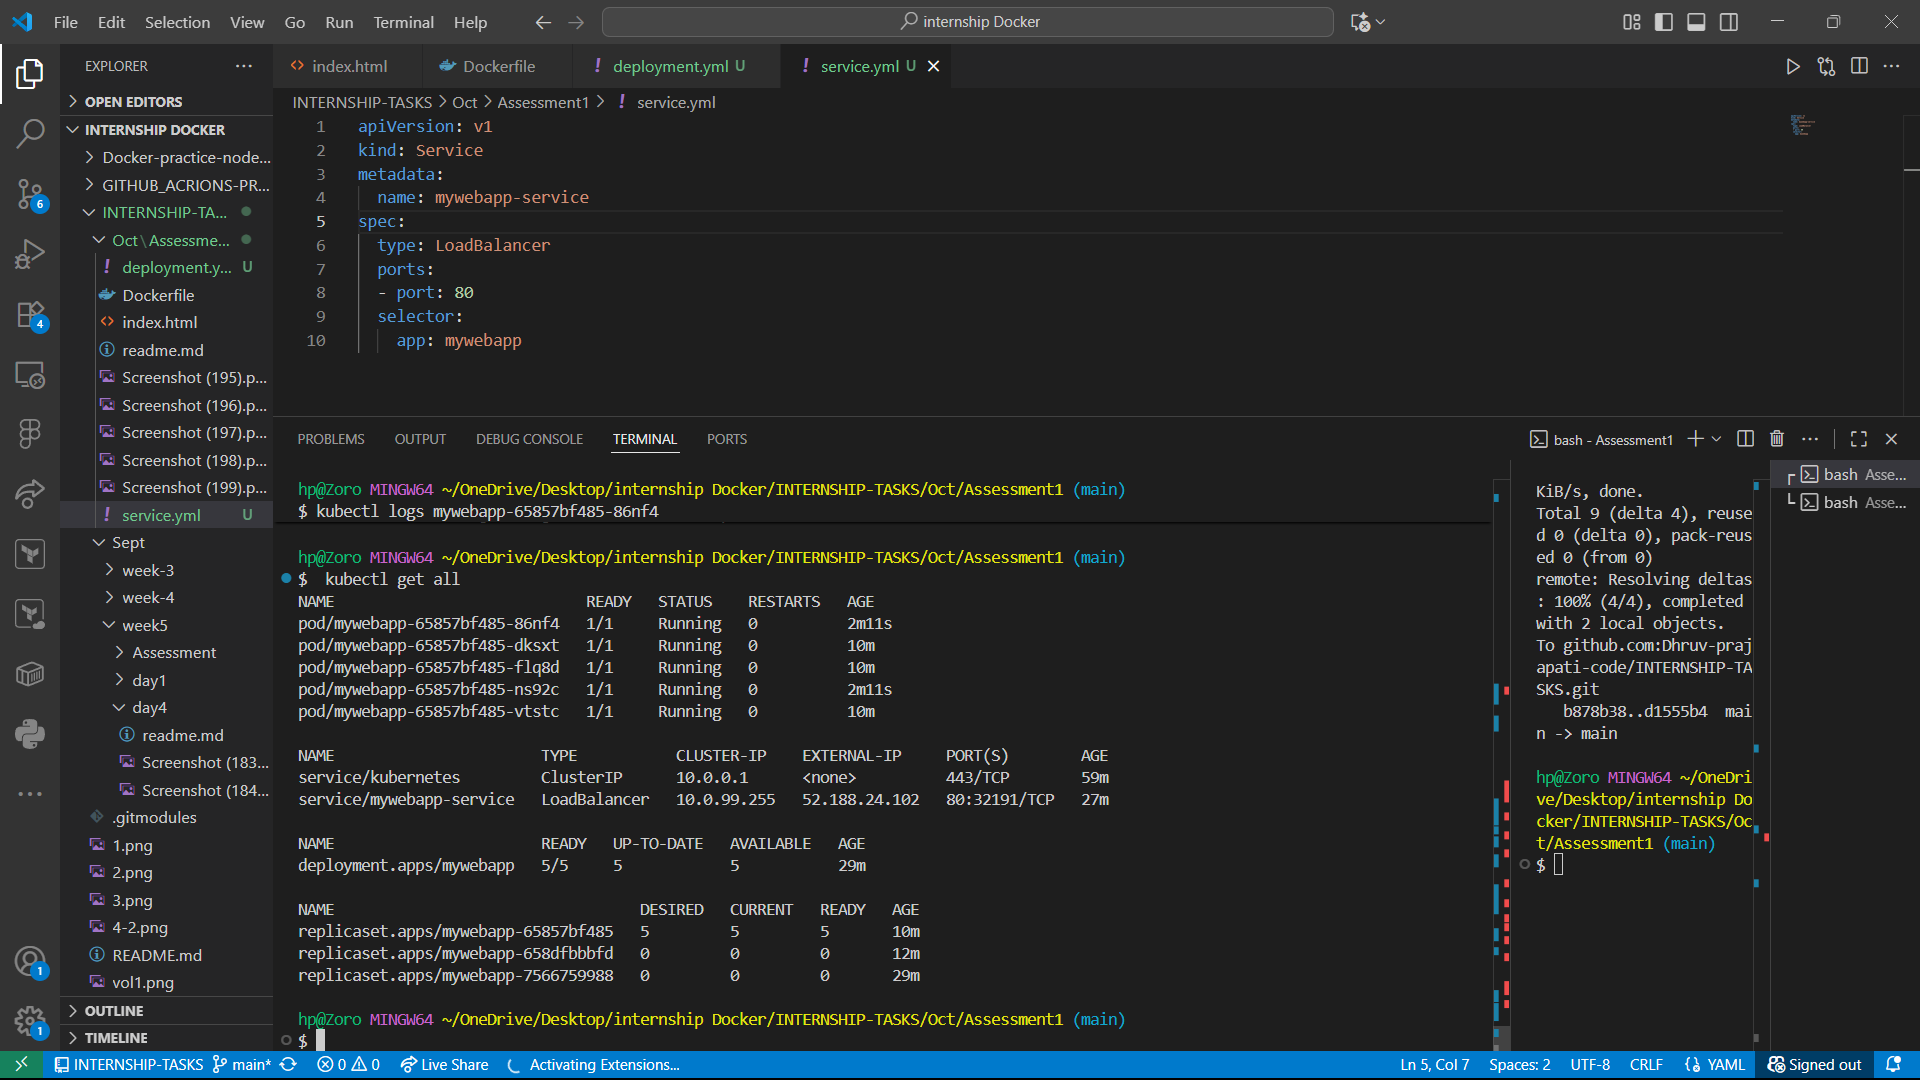 File Edit Selection View Go Run Terminal Help
internship Docker
EXPLORER
OPEN EDITORS
INTERNSHIP DOCKER
Docker-practice-node...
GITHUB_ACRIONS-PR...
INTERNSHIP-TA...
Oct\Assessme...
deployment.y... U
Dockerfile
index.html
readme.md
Screenshot (195).p...
Screenshot (196).p...
Screenshot (197).p...
Screenshot (198).p...
Screenshot (199).p...
service.yml U
Sept
week-3
week-4
week5
Assessment
day1
day4
readme.md
Screenshot (183...
Screenshot (184...
.gitmodules
1.png
2.png
3.png
4-2.png
README.md
vol1.png
OUTLINE
TIMELINE
6
4
1
1
index.html Dockerfile deployment.yml U service.yml U
INTERNSHIP-TASKS > Oct > Assessment1 > service.yml
1 apiVersion: v1
2 kind: Service
3 metadata:
4 name: mywebapp-service
5 spec:
6 type: LoadBalancer
7 ports:
8 - port: 80
9 selector:
10 app: mywebapp
PROBLEMS OUTPUT DEBUG CONSOLE TERMINAL PORTS
bash - Assessment1
hp@Zoro MINGW64 ~/OneDrive/Desktop/internship Docker/INTERNSHIP-TASKS/Oct/Assessment1 (main)
$ kubectl logs mywebapp-65857bf485-86nf4
hp@Zoro MINGW64 ~/OneDrive/Desktop/internship Docker/INTERNSHIP-TASKS/Oct/Assessment1 (main)
$ kubectl get all
NAME READY STATUS RESTARTS AGE
pod/mywebapp-65857bf485-86nf4 1/1 Running 0 2m11s
pod/mywebapp-65857bf485-dksxt 1/1 Running 0 10m
pod/mywebapp-65857bf485-flq8d 1/1 Running 0 10m
pod/mywebapp-65857bf485-ns92c 1/1 Running 0 2m11s
pod/mywebapp-65857bf485-vtstc 1/1 Running 0 10m
NAME TYPE CLUSTER-IP EXTERNAL-IP PORT(S) AGE
service/kubernetes ClusterIP 10.0.0.1 <none> 443/TCP 59m
service/mywebapp-service LoadBalancer 10.0.99.255 52.188.24.102 80:32191/TCP 27m
NAME READY UP-TO-DATE AVAILABLE AGE
deployment.apps/mywebapp 5/5 5 5 29m
NAME DESIRED CURRENT READY AGE
replicaset.apps/mywebapp-65857bf485 5 5 5 10m
replicaset.apps/mywebapp-658dfbbbfd 0 0 0 12m
replicaset.apps/mywebapp-7566759988 0 0 0 29m
hp@Zoro MINGW64 ~/OneDrive/Desktop/internship Docker/INTERNSHIP-TASKS/Oct/Assessment1 (main)
$
KiB/s, done.
Total 9 (delta 4), reuse
d 0 (delta 0), pack-reus
ed 0 (from 0)
remote: Resolving deltas
: 100% (4/4), completed
with 2 local objects.
To github.com:Dhruv-praj
apati-code/INTERNSHIP-TA
SKS.git
b878b38..d1555b4 mai
n -> main
hp@Zoro MINGW64 ~/OneDri
ve/Desktop/internship Do
cker/INTERNSHIP-TASKS/Oc
t/Assessment1 (main)
$
bash Asse...
bash Asse...
INTERNSHIP-TASKS main* 0 0 Live Share Activating Extensions... Ln 5, Col 7 Spaces: 2 UTF-8 CRLF {} YAML Signed out